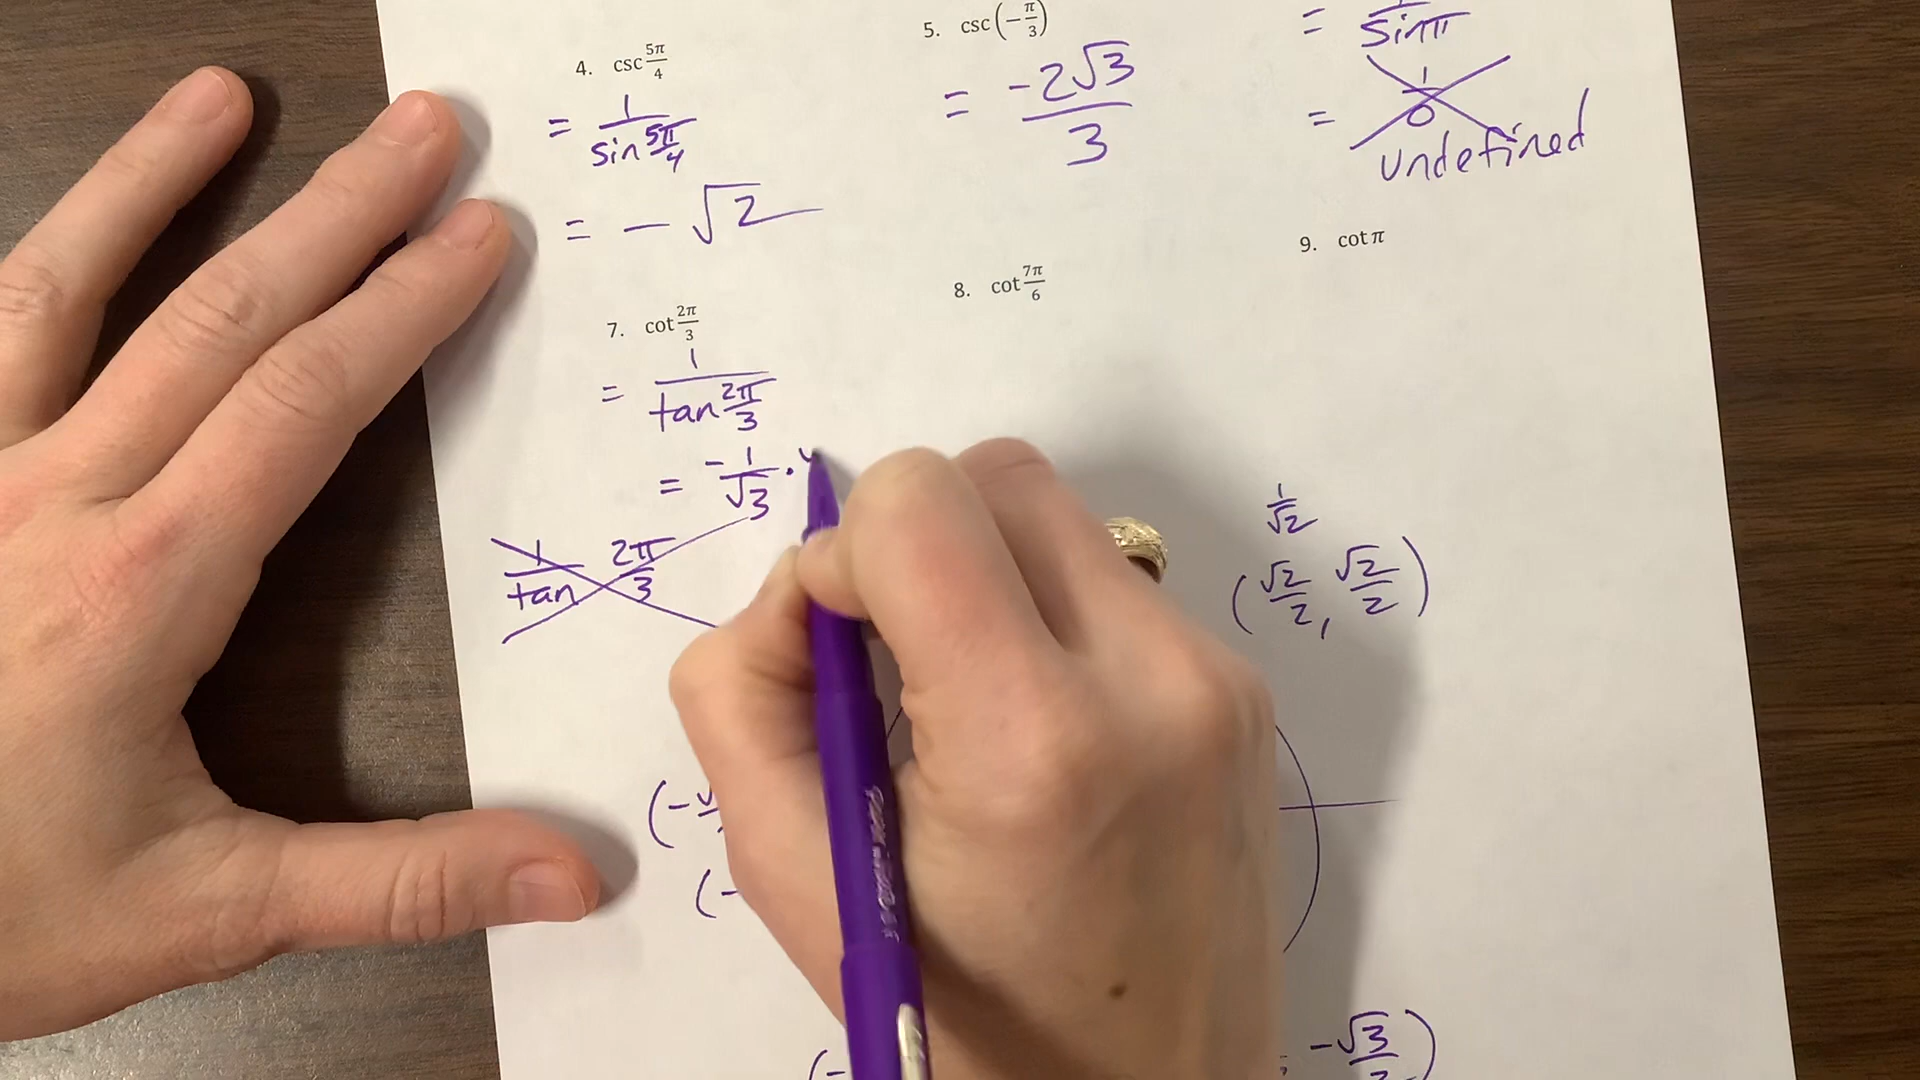 4. csc 5π/4
= 1/sin 5π/4
= - √2
5. csc(-π/3)
= -2√3/3
= 1/sin π
= 1/0
undefined
7. cot 2π/3
= 1/tan 2π/3
= -1/√3 ·
1/tan 2π/3
8. cot 7π/6
9. cot π
1/√2
(√2/2, √2/2)
(-
(-
(-
-√3/2)